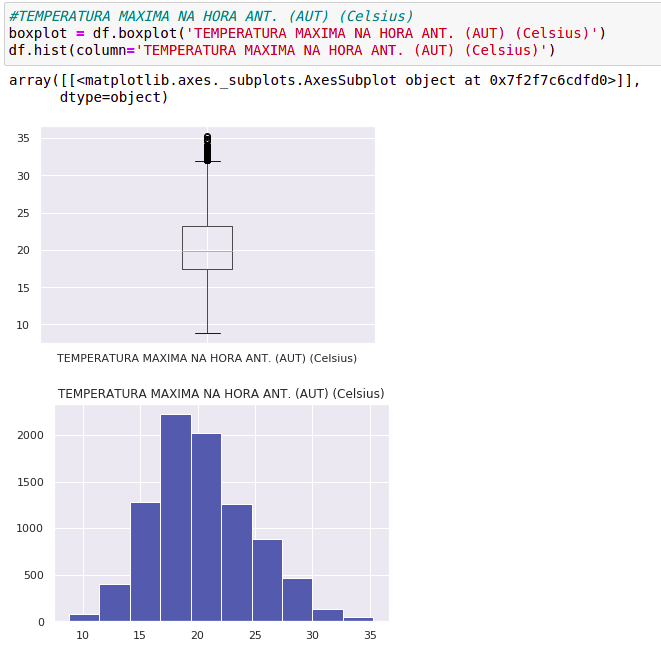 #TEMPERATURA MAXIMA NA HORA ANT. (AUT) (Celsius)
boxplot = df.boxplot('TEMPERATURA MAXIMA NA HORA ANT. (AUT) (Celsius)')
df.hist(column='TEMPERATURA MAXIMA NA HORA ANT. (AUT) (Celsius)')
array([[<matplotlib.axes._subplots.AxesSubplot object at 0x7f2f7c6cdfd0>]],
dtype=object)
35
30
25
20
15
10
TEMPERATURA MAXIMA NA HORA ANT. (AUT) (Celsius)
TEMPERATURA MAXIMA NA HORA ANT. (AUT) (Celsius)
2000
1500
1000
500
0
10 15 20 25 30 35